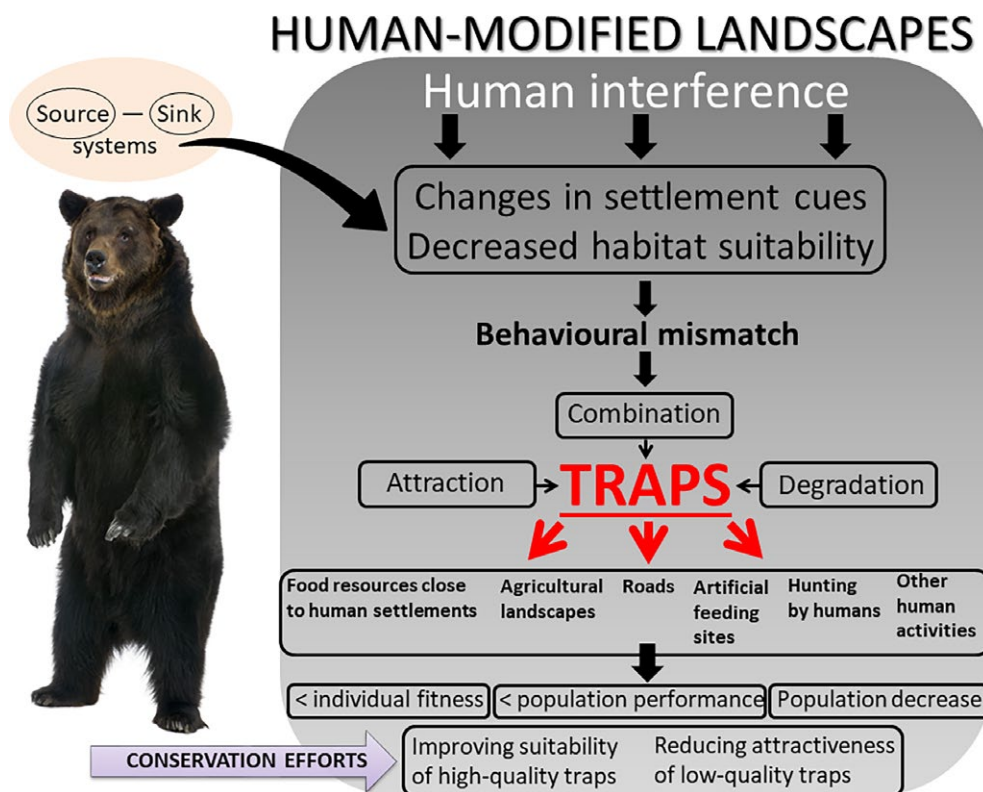 HUMAN-MODIFIED LANDSCAPES
Human interference
Source — Sink
systems
Changes in settlement cues
Decreased habitat suitability
Behavioural mismatch
Combination
Attraction
TRAPS
Degradation
Food resources close
to human settlements
Agricultural
landscapes
Roads
Artificial
feeding
sites
Hunting
by humans
Other
human
activities
< individual fitness
< population performance
Population decrease
CONSERVATION EFFORTS
Improving suitability
of high-quality traps
Reducing attractiveness
of low-quality traps